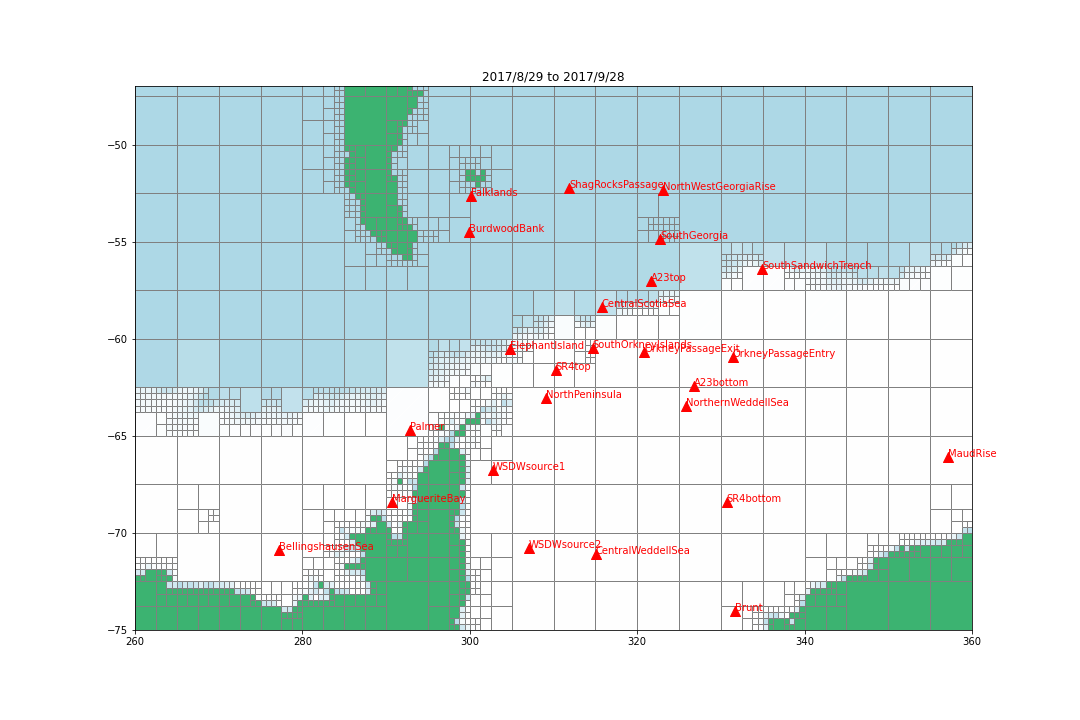 2017/8/29 to 2017/9/28
−50
ShagRocksPassage
NorthWestGeorgiaRise
Falklands
BurdwoodBank
SouthGeorgia
−55
SouthSandwichTrench
A23top
CentralScotiaSea
−60
ElephantIsland
SouthOrkneyIslands
OrkneyPassageExit
OrkneyPassageEntry
SR4top
A23bottom
NorthPeninsula
NorthernWeddellSea
Palmer
−65
MaudRise
WSDWsource1
MargueriteBay
SR4bottom
−70
BellingshausenSea
WSDWsource2
CentralWeddellSea
Brunt
−75
260
280
300
320
340
360